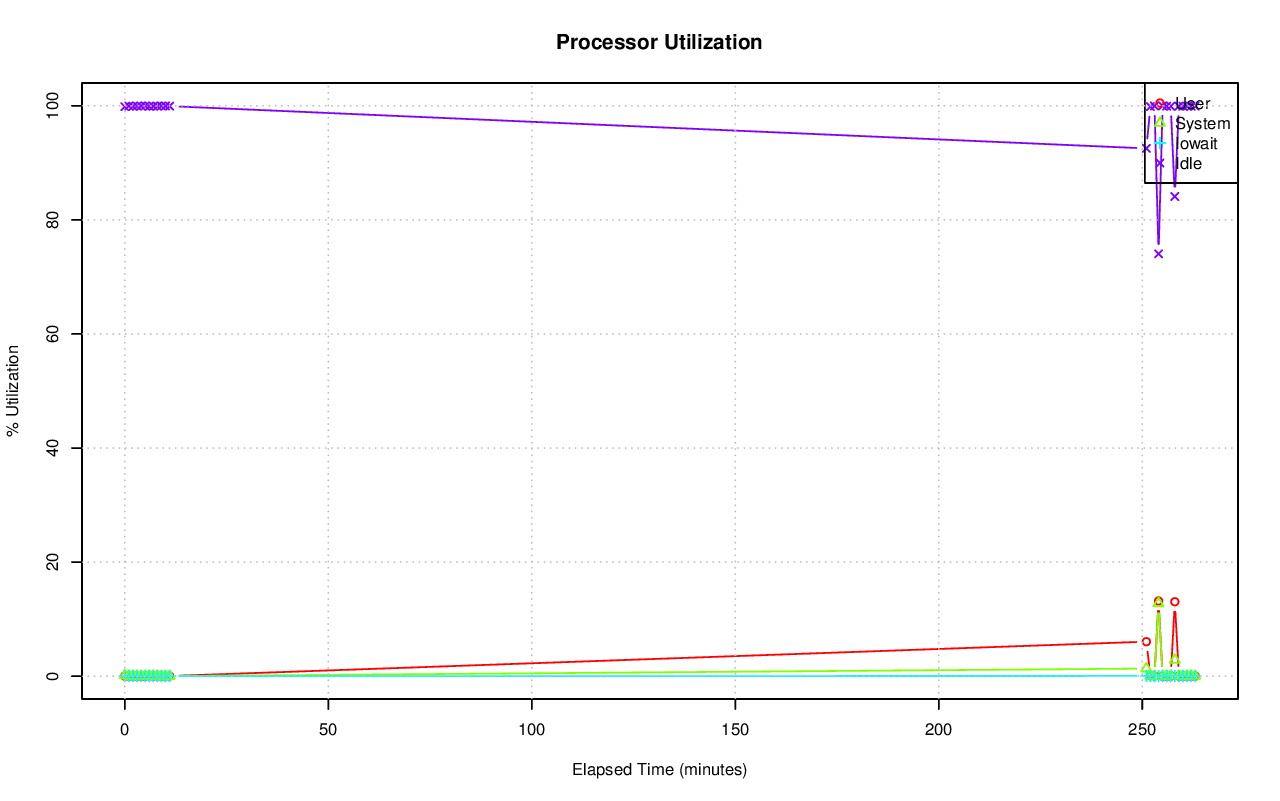 Processor Utilization
% Utilization
100
80
60
40
20
0
User
System
Iowait
Idle
0 50 100 150 200 250
Elapsed Time (minutes)